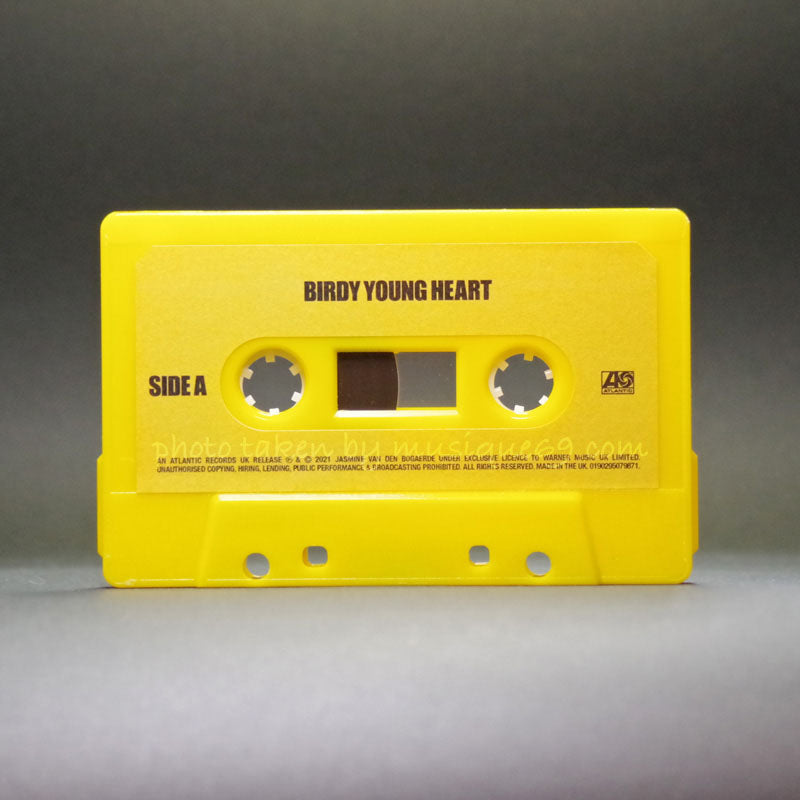 BIRDY YOUNG HEART
SIDE A
ATLANTIC
photo taken by musique69.com
AN ATLANTIC RECORDS UK RELEASE ℗ & © 2021 JASMINE VAN DEN BOGAERDE UNDER EXCLUSIVE LICENCE TO WARNER MUSIC UK LIMITED.
UNAUTHORISED COPYING, HIRING, LENDING, PUBLIC PERFORMANCE & BROADCASTING PROHIBITED. ALL RIGHTS RESERVED. MADE IN THE UK. 0190295079871.